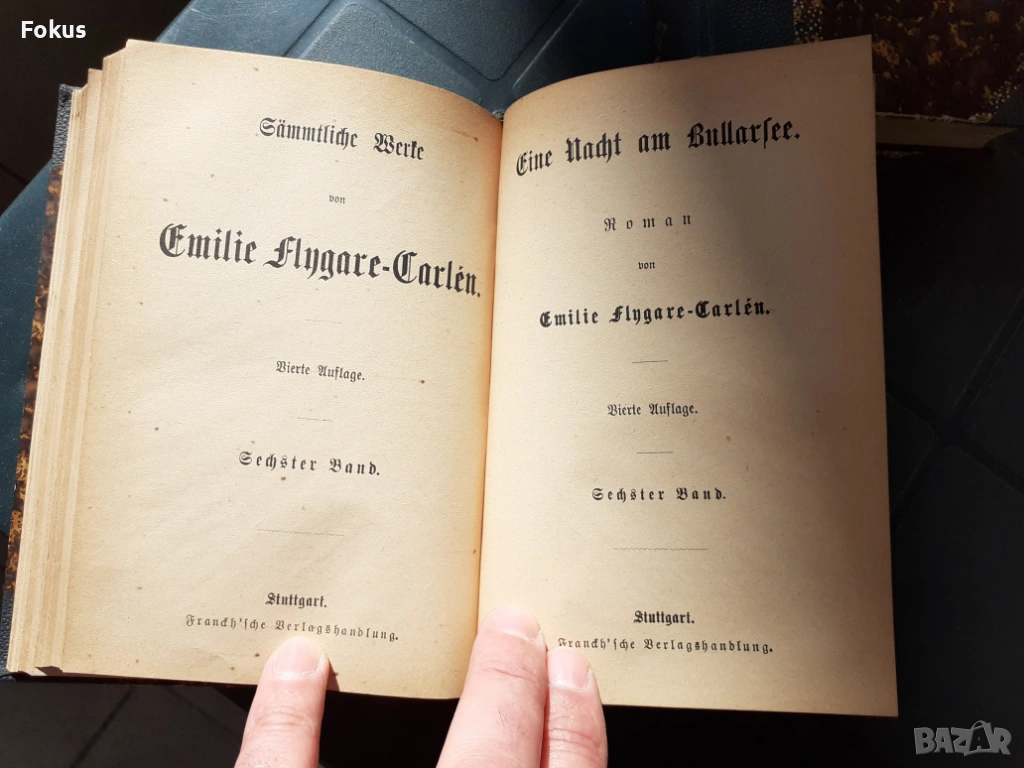 Fokus
Sämmtliche Werke
von
Emilie Flygare-Carlén.
Vierte Auflage.
Sechster Band.
Stuttgart.
Franckh'sche Verlagshandlung.
Eine Nacht am Bullarsee.
Roman
von
Emilie Flygare-Carlén.
Vierte Auflage.
Sechster Band.
Stuttgart.
Franckh'sche Verlagshandlung.
BAZAR